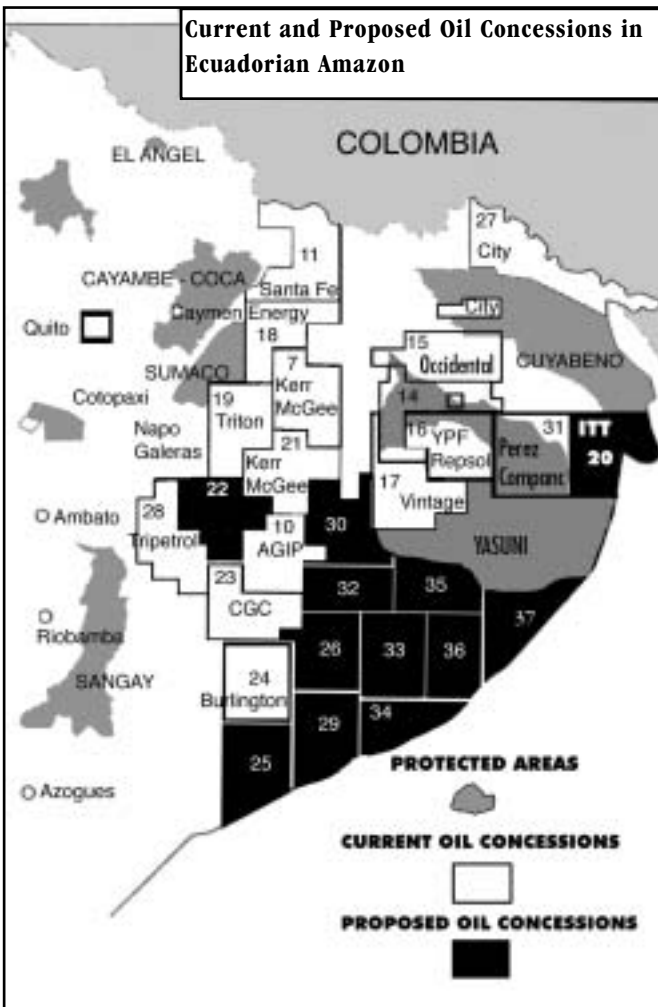 Current and Proposed Oil Concessions in
Ecuadorian Amazon
COLOMBIA
EL ANGEL
27
City
11
Santa Fe
CAYAMBE - COCA
Caymen Energy
18
City
Quito
15
Occidental
CUYABENO
SUMACO
7
Kerr
McGee
Cotopaxi
19
Triton
14
Napo
Galeras
16
YPF
Repsol
31
Perez
Companc
ITT
20
21
Kerr
McGee
22
17
Vintage
28
Tripetrol
Ambato
10
AGIP
30
YASUNI
23
CGC
32
35
37
Riobamba
26
33
36
SANGAY
24
Burlington
34
29
25
PROTECTED AREAS
Azogues
CURRENT OIL CONCESSIONS
PROPOSED OIL CONCESSIONS